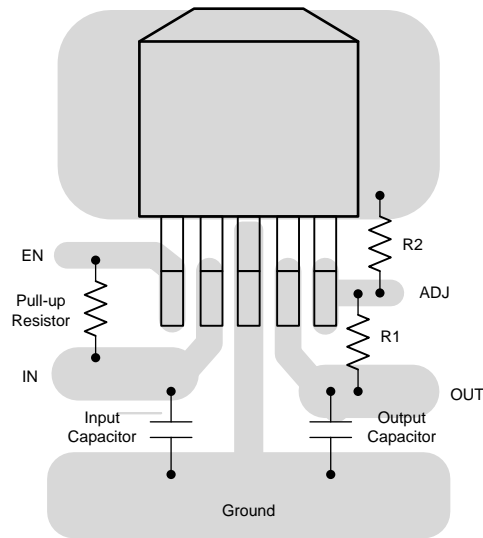 R2
EN
ADJ
Pull-up
Resistor
R1
IN
OUT
Input
Capacitor
Output
Capacitor
Ground